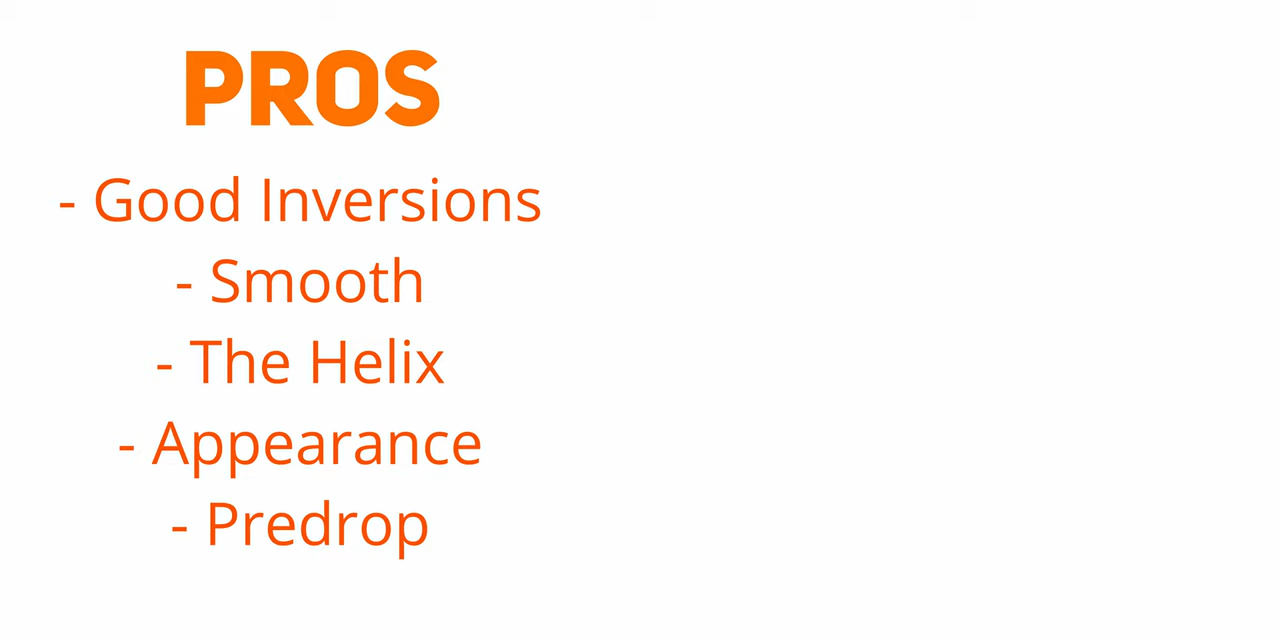 PROS
- Good Inversions
- Smooth
- The Helix
- Appearance
- Predrop